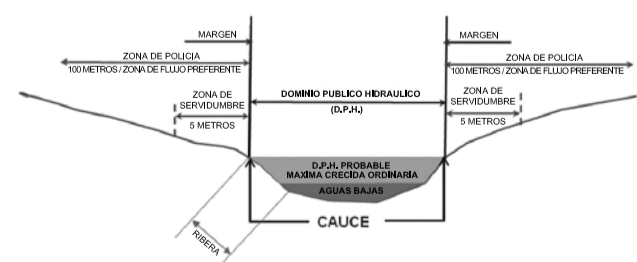 MARGEN
ZONA DE POLICIA
100 METROS / ZONA DE FLUJO PREFERENTE
ZONA DE
SERVIDUMBRE
5 METROS
DOMINIO PUBLICO HIDRAULICO
(D.P.H.)
MARGEN
ZONA DE POLICIA
100 METROS / ZONA DE FLUJO PREFERENTE
ZONA DE
SERVIDUMBRE
5 METROS
D.P.H. PROBABLE
MAXIMA CRECIDA ORDINARIA
AGUAS BAJAS
CAUCE
RIBERA